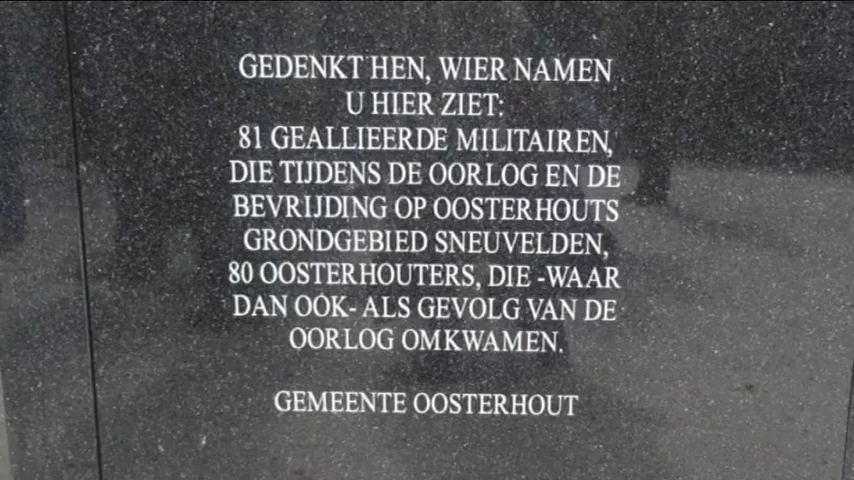 GEDENKT HEN, WIER NAMEN
U HIER ZIET:
81 GEALLIEERDE MILITAIREN,
DIE TIJDENS DE OORLOG EN DE
BEVRIJDING OP OOSTERHOUTS
GRONDGEBIED SNEUVELDEN,
80 OOSTERHOUTERS, DIE -WAAR
DAN OOK- ALS GEVOLG VAN DE
OORLOG OMKWAMEN.
GEMEENTE OOSTERHOUT